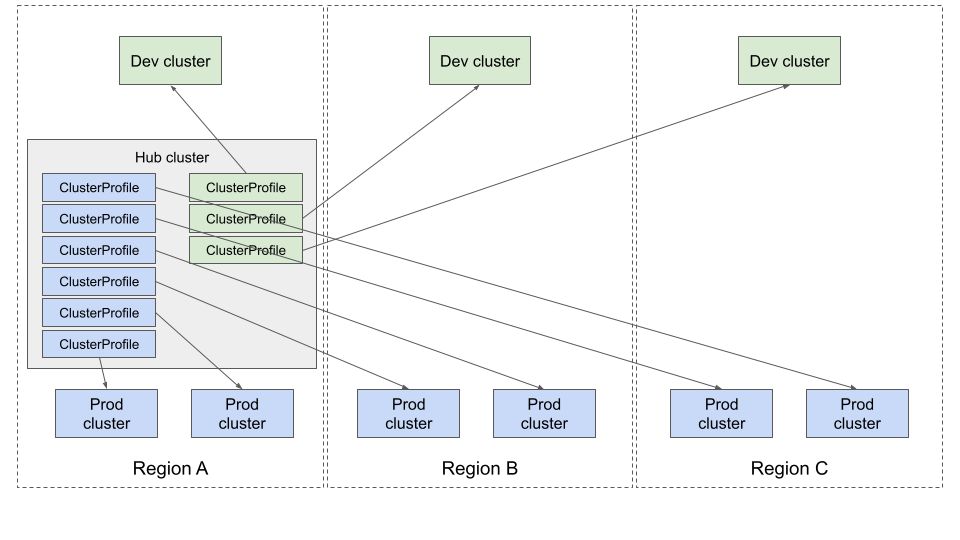 Dev cluster
Dev cluster
Dev cluster
Hub cluster
ClusterProfile
ClusterProfile
ClusterProfile
ClusterProfile
ClusterProfile
ClusterProfile
ClusterProfile
ClusterProfile
ClusterProfile
Prod
cluster
Prod
cluster
Prod
cluster
Prod
cluster
Prod
cluster
Prod
cluster
Region A
Region B
Region C